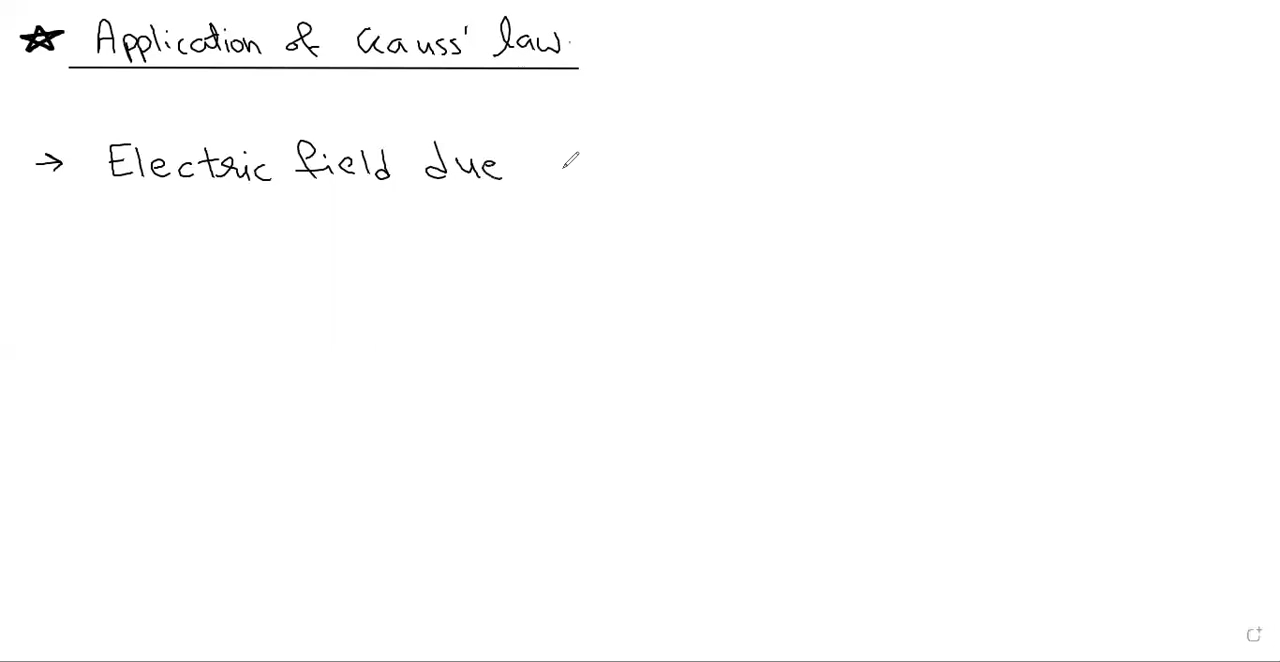 ☆ Application of Gauss' law.
→ Electric field due